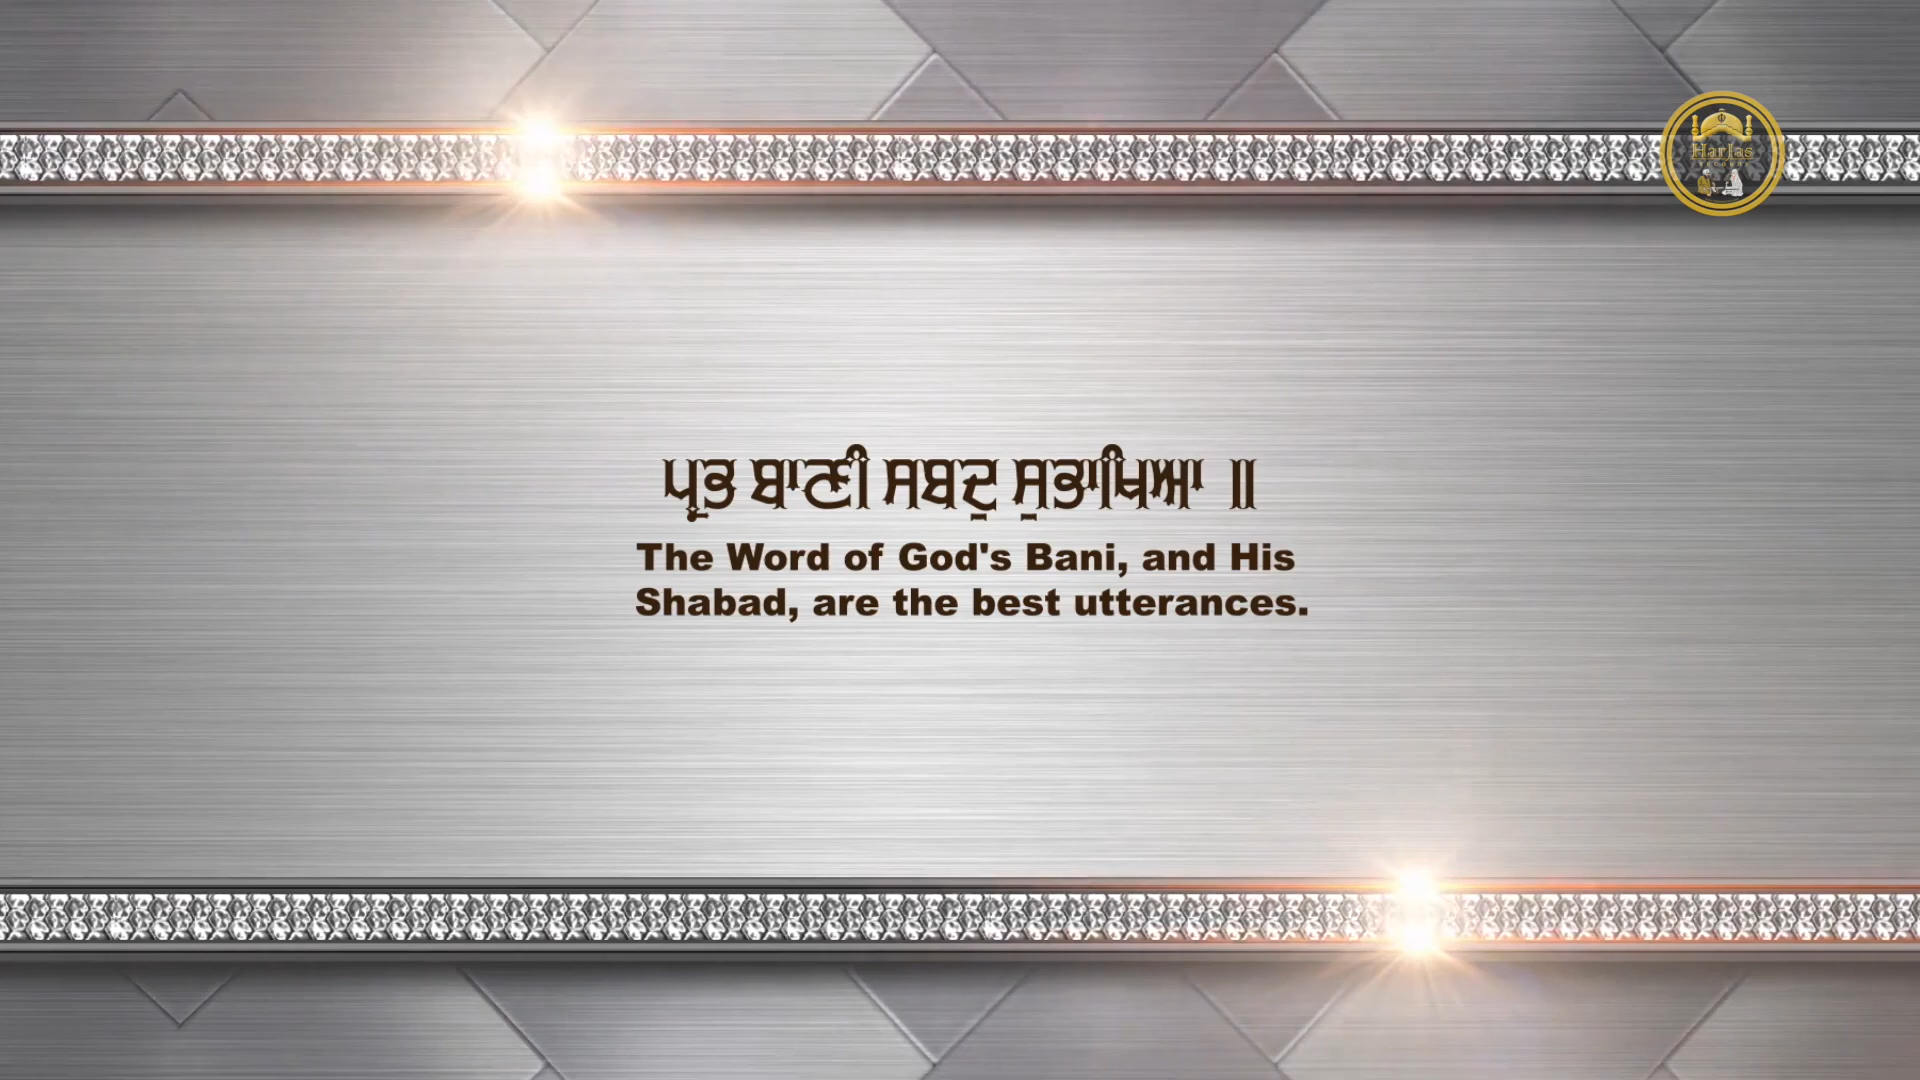 ਪ੍ਰਭ ਬਾਣੀ ਸਬਦੁ ਸੁਭਾਖਿਆ ॥
The Word of God's Bani, and His
Shabad, are the best utterances.
HarJas